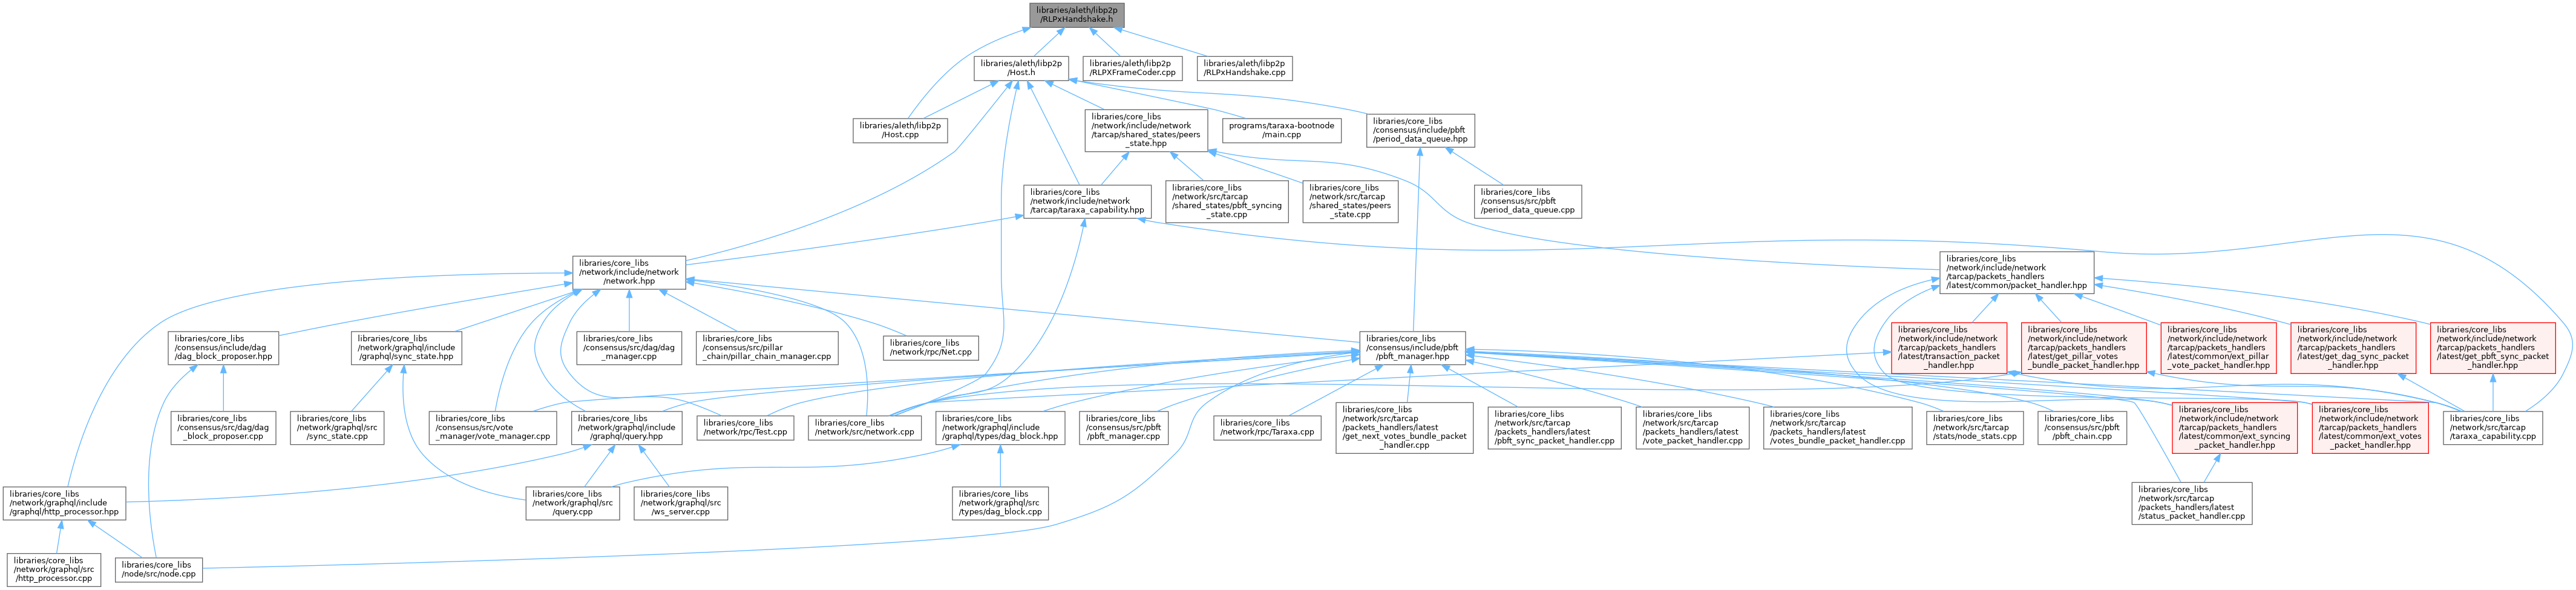 libraries/aleth/libp2p
/RLPxHandshake.h
libraries/aleth/libp2p
/Host.h
libraries/aleth/libp2p
/RLPXFrameCoder.cpp
libraries/aleth/libp2p
/RLPxHandshake.cpp
libraries/aleth/libp2p
/Host.cpp
libraries/core_libs
/network/include/network
/tarcap/shared_states/peers
_state.hpp
programs/taraxa-bootnode
/main.cpp
libraries/core_libs
/consensus/include/pbft
/period_data_queue.hpp
libraries/core_libs
/network/include/network
/tarcap/taraxa_capability.hpp
libraries/core_libs
/network/src/tarcap
/shared_states/pbft_syncing
_state.cpp
libraries/core_libs
/network/src/tarcap
/shared_states/peers
_state.cpp
libraries/core_libs
/consensus/src/pbft
/period_data_queue.cpp
libraries/core_libs
/network/include/network
/network.hpp
libraries/core_libs
/network/include/network
/tarcap/packets_handlers
/latest/common/packet_handler.hpp
libraries/core_libs
/consensus/include/dag
/dag_block_proposer.hpp
libraries/core_libs
/network/graphql/include
/graphql/sync_state.hpp
libraries/core_libs
/consensus/src/dag/dag
_manager.cpp
libraries/core_libs
/consensus/src/pillar
_chain/pillar_chain_manager.cpp
libraries/core_libs
/network/rpc/Net.cpp
libraries/core_libs
/consensus/include/pbft
/pbft_manager.hpp
libraries/core_libs
/network/include/network
/tarcap/packets_handlers
/latest/transaction_packet
_handler.hpp
libraries/core_libs
/network/include/network
/tarcap/packets_handlers
/latest/get_pillar_votes
_bundle_packet_handler.hpp
libraries/core_libs
/network/include/network
/tarcap/packets_handlers
/latest/common/ext_pillar
_vote_packet_handler.hpp
libraries/core_libs
/network/include/network
/tarcap/packets_handlers
/latest/get_dag_sync_packet
_handler.hpp
libraries/core_libs
/network/include/network
/tarcap/packets_handlers
/latest/get_pbft_sync_packet
_handler.hpp
libraries/core_libs
/consensus/src/dag/dag
_block_proposer.cpp
libraries/core_libs
/network/graphql/src
/sync_state.cpp
libraries/core_libs
/consensus/src/vote
_manager/vote_manager.cpp
libraries/core_libs
/network/graphql/include
/graphql/query.hpp
libraries/core_libs
/network/rpc/Test.cpp
libraries/core_libs
/network/src/network.cpp
libraries/core_libs
/network/graphql/include
/graphql/types/dag_block.hpp
libraries/core_libs
/consensus/src/pbft
/pbft_manager.cpp
libraries/core_libs
/network/rpc/Taraxa.cpp
libraries/core_libs
/network/src/tarcap
/packets_handlers/latest
/get_next_votes_bundle_packet
_handler.cpp
libraries/core_libs
/network/src/tarcap
/packets_handlers/latest
/pbft_sync_packet_handler.cpp
libraries/core_libs
/network/src/tarcap
/packets_handlers/latest
/vote_packet_handler.cpp
libraries/core_libs
/network/src/tarcap
/packets_handlers/latest
/votes_bundle_packet_handler.cpp
libraries/core_libs
/network/src/tarcap
/stats/node_stats.cpp
libraries/core_libs
/consensus/src/pbft
/pbft_chain.cpp
libraries/core_libs
/network/include/network
/tarcap/packets_handlers
/latest/common/ext_syncing
_packet_handler.hpp
libraries/core_libs
/network/include/network
/tarcap/packets_handlers
/latest/common/ext_votes
_packet_handler.hpp
libraries/core_libs
/network/src/tarcap
/taraxa_capability.cpp
libraries/core_libs
/network/graphql/include
/graphql/http_processor.hpp
libraries/core_libs
/network/graphql/src
/query.cpp
libraries/core_libs
/network/graphql/src
/ws_server.cpp
libraries/core_libs
/network/graphql/src
/types/dag_block.cpp
libraries/core_libs
/network/src/tarcap
/packets_handlers/latest
/status_packet_handler.cpp
libraries/core_libs
/network/graphql/src
/http_processor.cpp
libraries/core_libs
/node/src/node.cpp